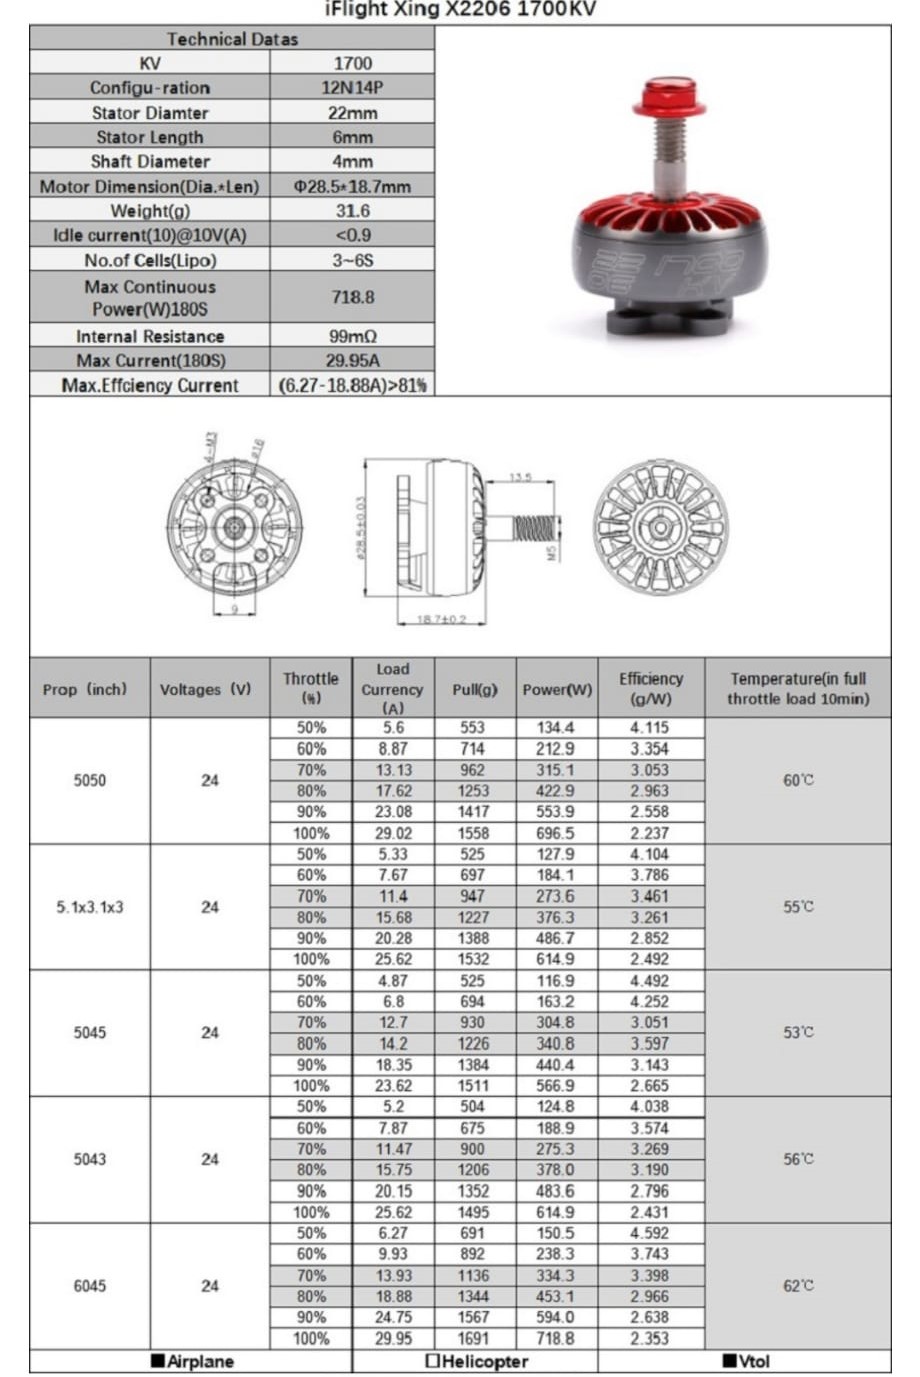 iFlight Xing X2206 1700KV
Technical Datas
KV 1700
Configu-ration 12N14P
Stator Diamter 22mm
Stator Length 6mm
Shaft Diameter 4mm
Motor Dimension(Dia.*Len) Φ28.5*18.7mm
Weight(g) 31.6
Idle current(10)@10V(A) <0.9
No.of Cells(Lipo) 3~6S
Max Continuous
Power(W)180S 718.8
Internal Resistance 99mΩ
Max Current(180S) 29.95A
Max.Effciency Current (6.27-18.88A)>81%
4-M3
ø16
9
ø28.5±0.03
18.7±0.2
13.5
M5
Prop (inch) Voltages (V) Throttle (%) Load Currency (A) Pull(g) Power(W) Efficiency (g/W) Temperature(in full throttle load 10min)
5050 24 60℃
50% 5.6 553 134.4 4.115
60% 8.87 714 212.9 3.354
70% 13.13 962 315.1 3.053
80% 17.62 1253 422.9 2.963
90% 23.08 1417 553.9 2.558
100% 29.02 1558 696.5 2.237
5.1x3.1x3 24 55℃
50% 5.33 525 127.9 4.104
60% 7.67 697 184.1 3.786
70% 11.4 947 273.6 3.461
80% 15.68 1227 376.3 3.261
90% 20.28 1388 486.7 2.852
100% 25.62 1532 614.9 2.492
5045 24 53℃
50% 4.87 525 116.9 4.492
60% 6.8 694 163.2 4.252
70% 12.7 930 304.8 3.051
80% 14.2 1226 340.8 3.597
90% 18.35 1384 440.4 3.143
100% 23.62 1511 566.9 2.665
5043 24 56℃
50% 5.2 504 124.8 4.038
60% 7.87 675 188.9 3.574
70% 11.47 900 275.3 3.269
80% 15.75 1206 378.0 3.190
90% 20.15 1352 483.6 2.796
100% 25.62 1495 614.9 2.431
6045 24 62℃
50% 6.27 691 150.5 4.592
60% 9.93 892 238.3 3.743
70% 13.93 1136 334.3 3.398
80% 18.88 1344 453.1 2.966
90% 24.75 1567 594.0 2.638
100% 29.95 1691 718.8 2.353
■Airplane □Helicopter ■Vtol